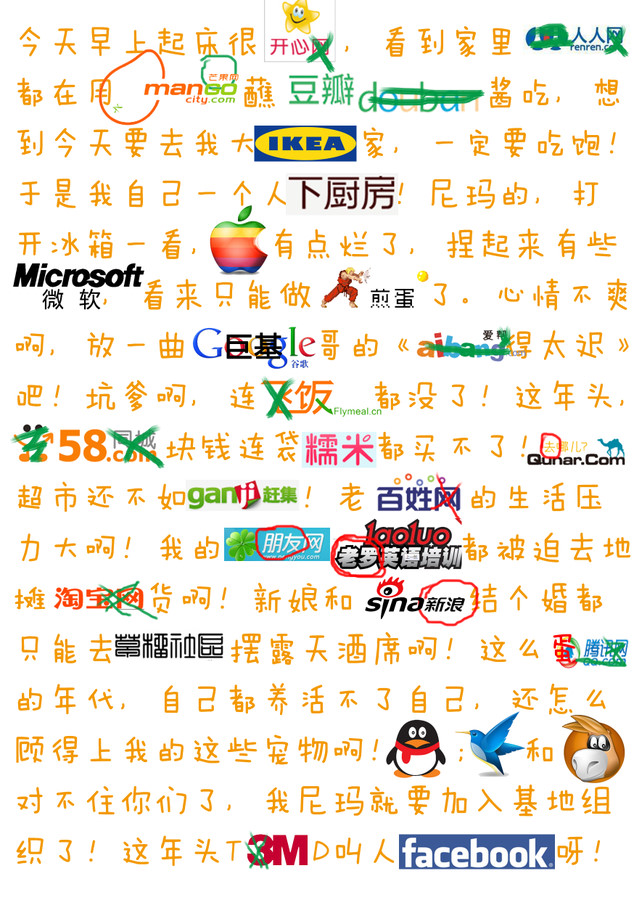 今天早上起床很 开心网 , 看到家里 人人网 renren.com
都在用 芒果网 mangocity.com 蘸 豆瓣 douban 酱吃, 想
到今天要去我大 IKEA 家, 一定要吃饱!
于是我自己一个人 下厨房 ! 尼玛的, 打
开冰箱一看, 有点烂了, 捏起来有些
Microsoft 微软 , 看来只能做 煎蛋 了。心情不爽
啊, 放一曲 Google 谷歌 巨基 哥的《 爱帮 aibang 得太迟》
吧! 坑爹啊, 连 饭 Flymeal.cn 都没了! 这年头,
58同城 .com 块钱连袋 糯米 都买不了! 去哪儿? Qunar.Com
超市还不如 ganji 赶集 ! 老 百姓网 的生活压
力大啊! 我的 朋友网 laoluo 老罗英语培训 都被迫去地
摊 淘宝网 货啊! 新娘和 sina 新浪 结个婚都
只能去 草榴社区 摆露天酒席啊! 这么 蛋 腾讯网 QQ.com
的年代, 自己都养活不了自己, 还怎么
顾得上我的这些宠物啊! ; 和
对不住你们了, 我尼玛就要加入基地组
织了! 这年头T 3M D叫人 facebook 呀!